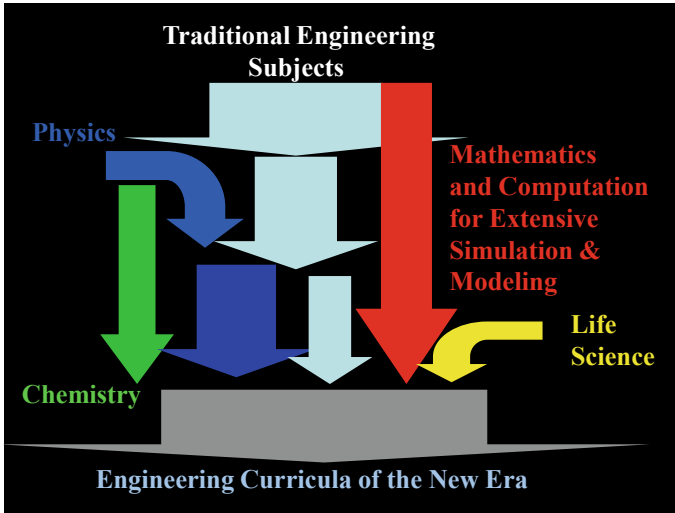 Traditional Engineering
Subjects
Physics
Mathematics
and Computation
for Extensive
Simulation &
Modeling
Life
Science
Chemistry
Engineering Curricula of the New Era